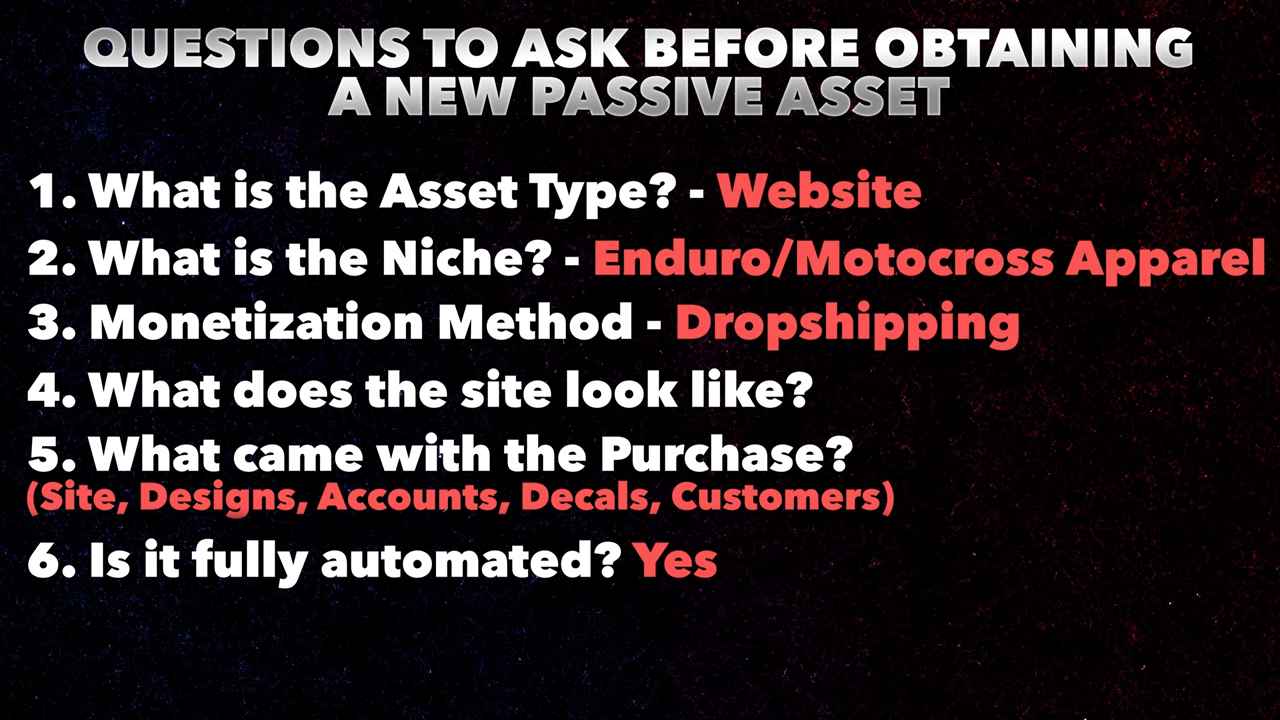 QUESTIONS TO ASK BEFORE OBTAINING
A NEW PASSIVE ASSET
1. What is the Asset Type? - Website
2. What is the Niche? - Enduro/Motocross Apparel
3. Monetization Method - Dropshipping
4. What does the site look like?
5. What came with the Purchase?
(Site, Designs, Accounts, Decals, Customers)
6. Is it fully automated? Yes